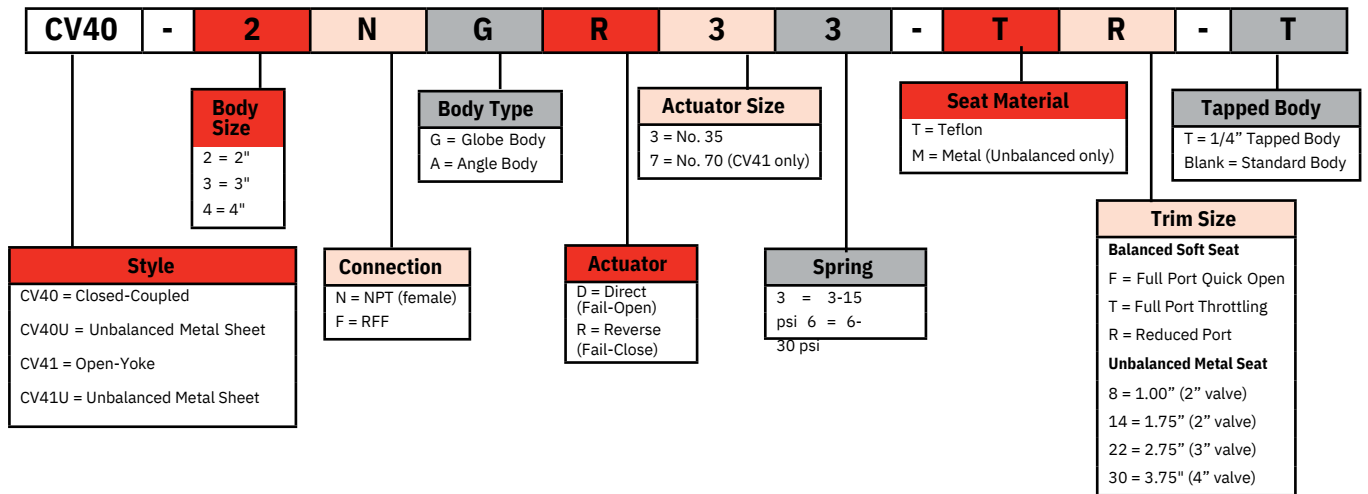 CV40 - 2 N G R 3 3 - T R - T
Body
Size
2 = 2"
3 = 3"
4 = 4"
Body Type
G = Globe Body
A = Angle Body
Actuator Size
3 = No. 35
7 = No. 70 (CV41 only)
Seat Material
T = Teflon
M = Metal (Unbalanced only)
Tapped Body
T = 1/4” Tapped Body
Blank = Standard Body
Style
CV40 = Closed-Coupled
CV40U = Unbalanced Metal Sheet
CV41 = Open-Yoke
CV41U = Unbalanced Metal Sheet
Connection
N = NPT (female)
F = RFF
Actuator
D = Direct
(Fail-Open)
R = Reverse
(Fail-Close)
Spring
3 = 3-15
psi 6 = 6-
30 psi
Trim Size
Balanced Soft Seat
F = Full Port Quick Open
T = Full Port Throttling
R = Reduced Port
Unbalanced Metal Seat
8 = 1.00” (2” valve)
14 = 1.75” (2” valve)
22 = 2.75” (3” valve)
30 = 3.75" (4” valve)